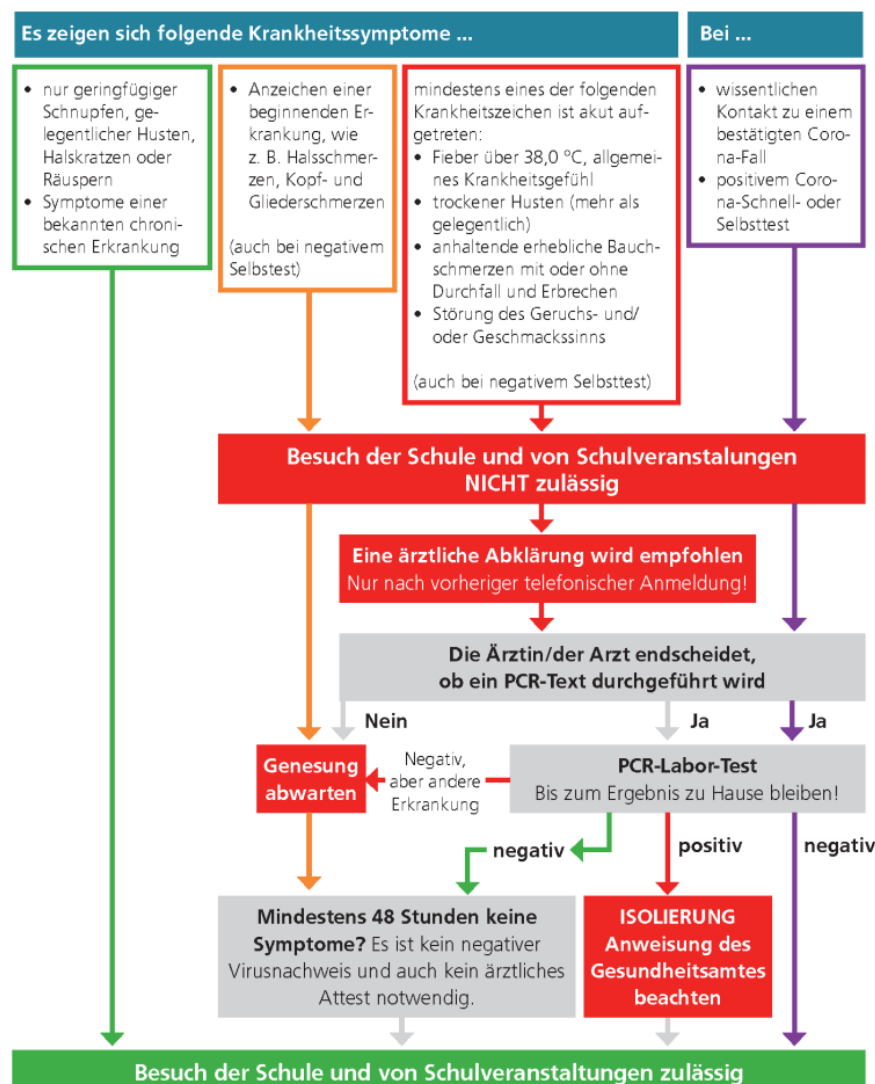 Es zeigen sich folgende Krankheitssymptome ...
Bei ...
• nur geringfügiger
Schnupfen, ge-
legentlicher Husten,
Halskratzen oder
Räuspern
• Symptome einer
bekannten chroni-
schen Erkrankung
• Anzeichen einer
beginnenden Er-
krankung, wie
z. B. Halsschmer-
zen, Kopf- und
Gliederschmerzen
(auch bei negativem
Selbstest)
mindestens eines der folgenden
Krankheitszeichen ist akut auf-
getreten:
• Fieber über 38,0 °C, allgemei-
nes Krankheitsgefühl
• trockener Husten (mehr als
gelegentlich)
• anhaltende erhebliche Bauch-
schmerzen mit oder ohne
Durchfall und Erbrechen
• Störung des Geruchs- und/
oder Geschmackssinns
(auch bei negativem Selbsttest)
• wissentlichen
Kontakt zu einem
bestätigten Coro-
na-Fall
• positivem Coro-
na-Schnell- oder
Selbsttest
Besuch der Schule und von Schulveranstalungen
NICHT zulässig
Eine ärztliche Abklärung wird empfohlen
Nur nach vorheriger telefonischer Anmeldung!
Die Ärztin/der Arzt endscheidet,
ob ein PCR-Text durchgeführt wird
Nein
Ja
Ja
Genesung
abwarten
Negativ,
aber andere
Erkrankung
PCR-Labor-Test
Bis zum Ergebnis zu Hause bleiben!
negativ
positiv
negativ
Mindestens 48 Stunden keine
Symptome? Es ist kein negativer
Virusnachweis und auch kein ärztliches
Attest notwendig.
ISOLIERUNG
Anweisung des
Gesundheitsamtes
beachten
Besuch der Schule und von Schulveranstaltungen zulässig